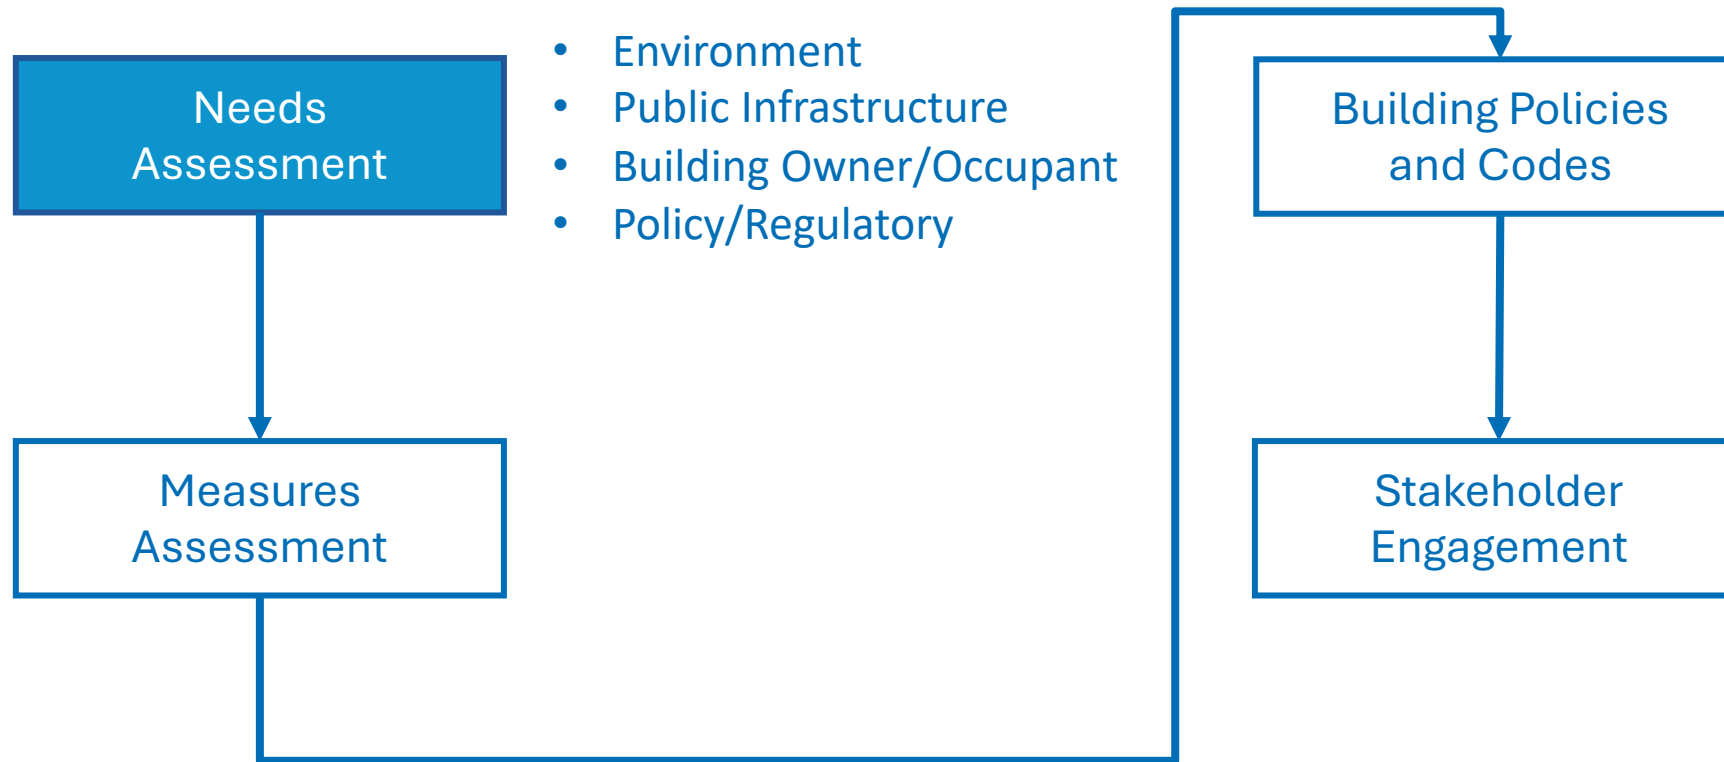 Needs
Assessment
• Environment
• Public Infrastructure
• Building Owner/Occupant
• Policy/Regulatory
Measures
Assessment
Building Policies
and Codes
Stakeholder
Engagement